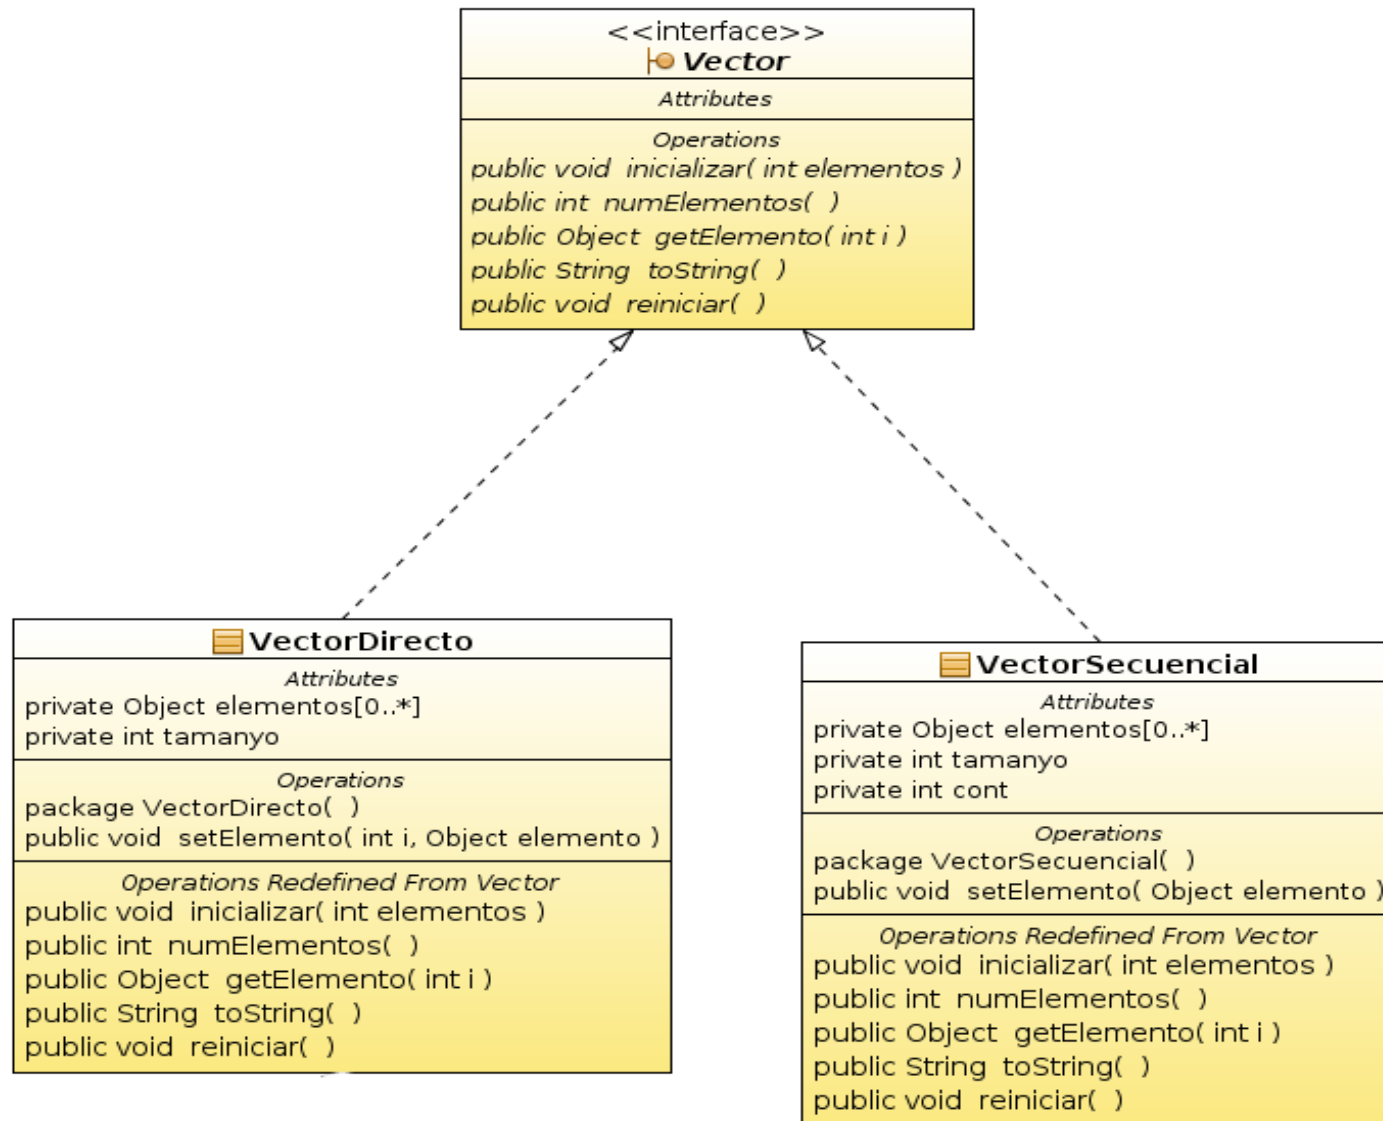 <<interface>>
Vector
Attributes
Operations
public void inicializar( int elementos )
public int numElementos( )
public Object getElemento( int i )
public String toString( )
public void reiniciar( )
VectorDirecto
Attributes
private Object elementos[0..*]
private int tamanyo
Operations
package VectorDirecto( )
public void setElemento( int i, Object elemento )
Operations Redefined From Vector
public void inicializar( int elementos )
public int numElementos( )
public Object getElemento( int i )
public String toString( )
public void reiniciar( )
VectorSecuencial
Attributes
private Object elementos[0..*]
private int tamanyo
private int cont
Operations
package VectorSecuencial( )
public void setElemento( Object elemento )
Operations Redefined From Vector
public void inicializar( int elementos )
public int numElementos( )
public Object getElemento( int i )
public String toString( )
public void reiniciar( )